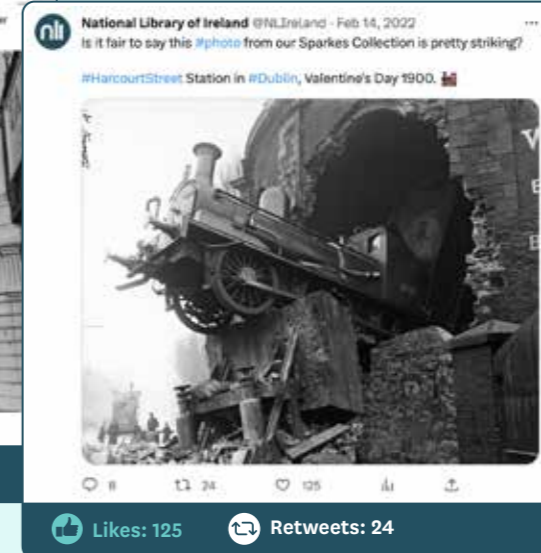 nli
National Library of Ireland @NLIreland · Feb 14, 2022
Is it fair to say this #photo from our Sparkes Collection is pretty striking?
#HarcourtStreet Station in #Dublin, Valentine's Day 1900.
8
24
125
Likes: 125
Retweets: 24